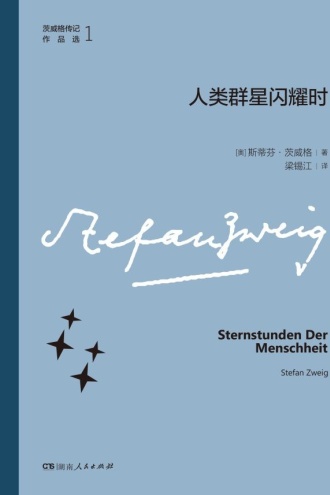 茨威格传记
作品选 1
人类群星闪耀时
[奥] 斯蒂芬·茨威格 | 著
梁锡江 | 译
Stefan Zweig
Sternstunden Der
Menschheit
Stefan Zweig
湖南人民出版社